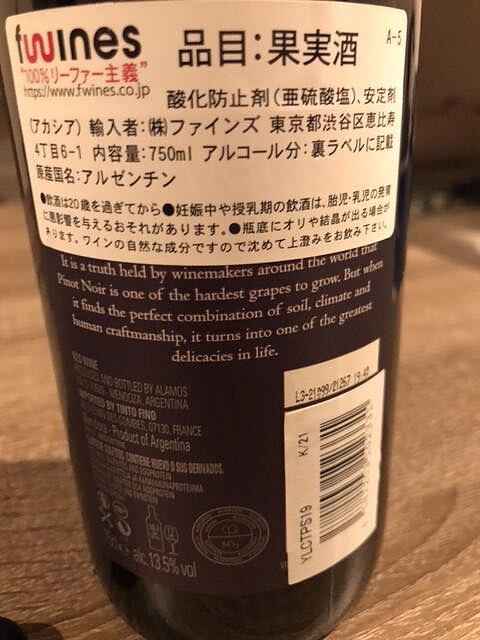 fwines
"100%リーファー主義"
https://www.fwines.co.jp
品目:果実酒
A-5
酸化防止剤(亜硫酸塩)、安定剤
(アカシア) 輸入者:㈱ファインズ 東京都渋谷区恵比寿
4丁目6-1 内容量:750ml アルコール分:裏ラベルに記載
原産国名:アルゼンチン
●飲酒は20歳を過ぎてから●妊娠中や授乳期の飲酒は、胎児・乳児の発育
に悪影響を与えるおそれがあります。●瓶底にオリや結晶が出る場合が
あります。ワインの自然な成分ですので沈めて上澄みをお飲み下さい。
It is a truth held by winemakers around the world that
Pinot Noir is one of the hardest grapes to grow. But when
it finds the perfect combination of soil, climate and
human craftmanship, it turns into one of the greatest
delicacies in life.
RED WINE
AND BOTTLED BY ALAMOS
MENDOZA, ARGENTINA
IMPORTED BY TINTO FINO
07130, FRANCE
Product of Argentina
CONTIENE HUEVO O SUS DERIVADOS.
alc.13.5% vol
L3-21099/21267 19:40
K/21
YLCTPS19